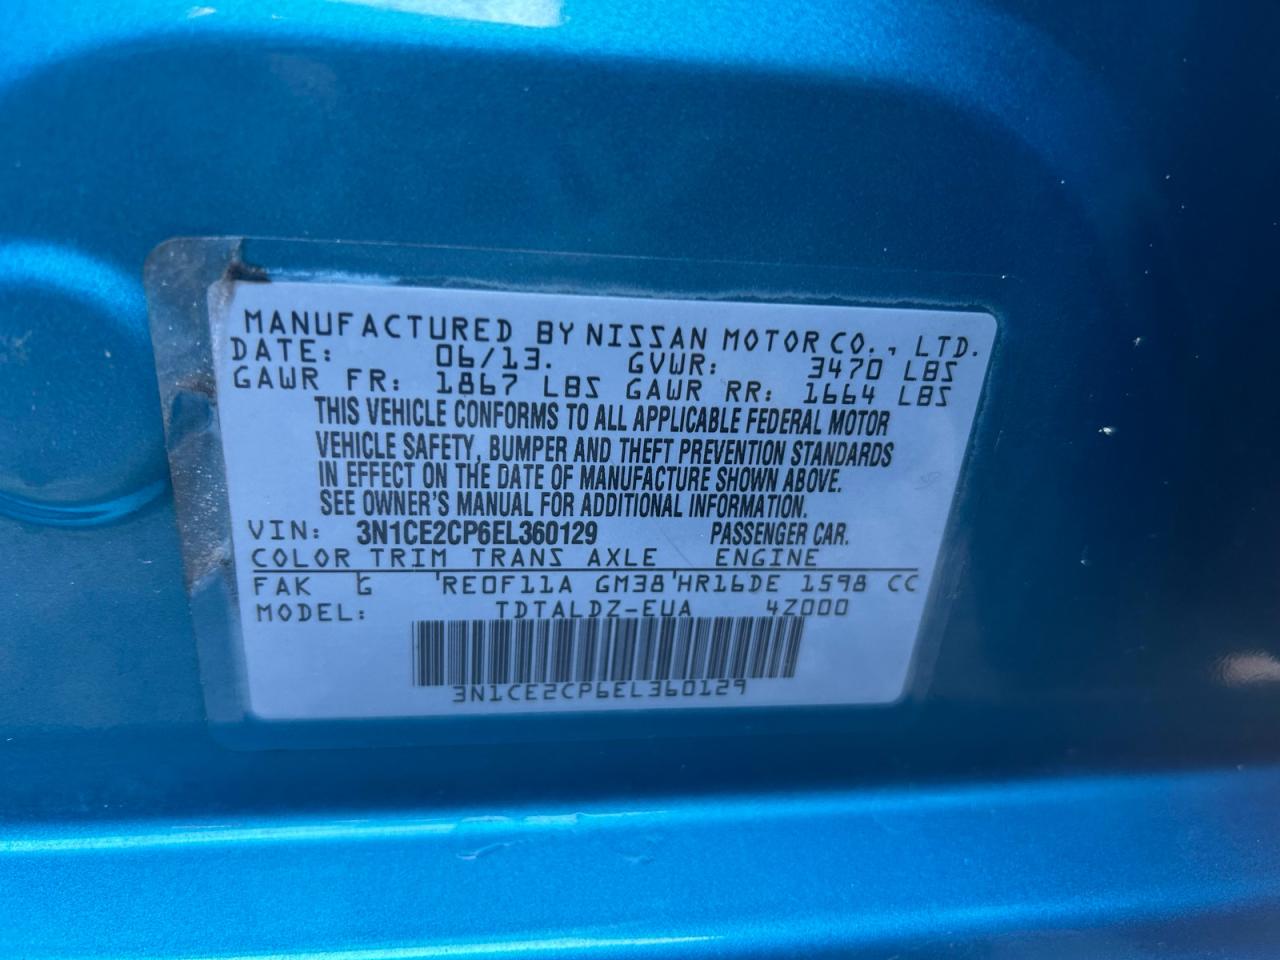 MANUFACTURED BY NISSAN MOTOR CO., LTD.
DATE: 06/13. GVWR: 3470 LBS
GAWR FR: 1867 LBS GAWR RR: 1664 LBS
THIS VEHICLE CONFORMS TO ALL APPLICABLE FEDERAL MOTOR
VEHICLE SAFETY, BUMPER AND THEFT PREVENTION STANDARDS
IN EFFECT ON THE DATE OF MANUFACTURE SHOWN ABOVE.
SEE OWNER'S MANUAL FOR ADDITIONAL INFORMATION.
VIN: 3N1CE2CP6EL360129 PASSENGER CAR.
COLOR TRIM TRANS AXLE ENGINE
FAK G 'RE0F11A GM38'HR16DE 1598 CC
MODEL: TDTALDZ-EUA 4Z000
3N1CE2CP6EL360129